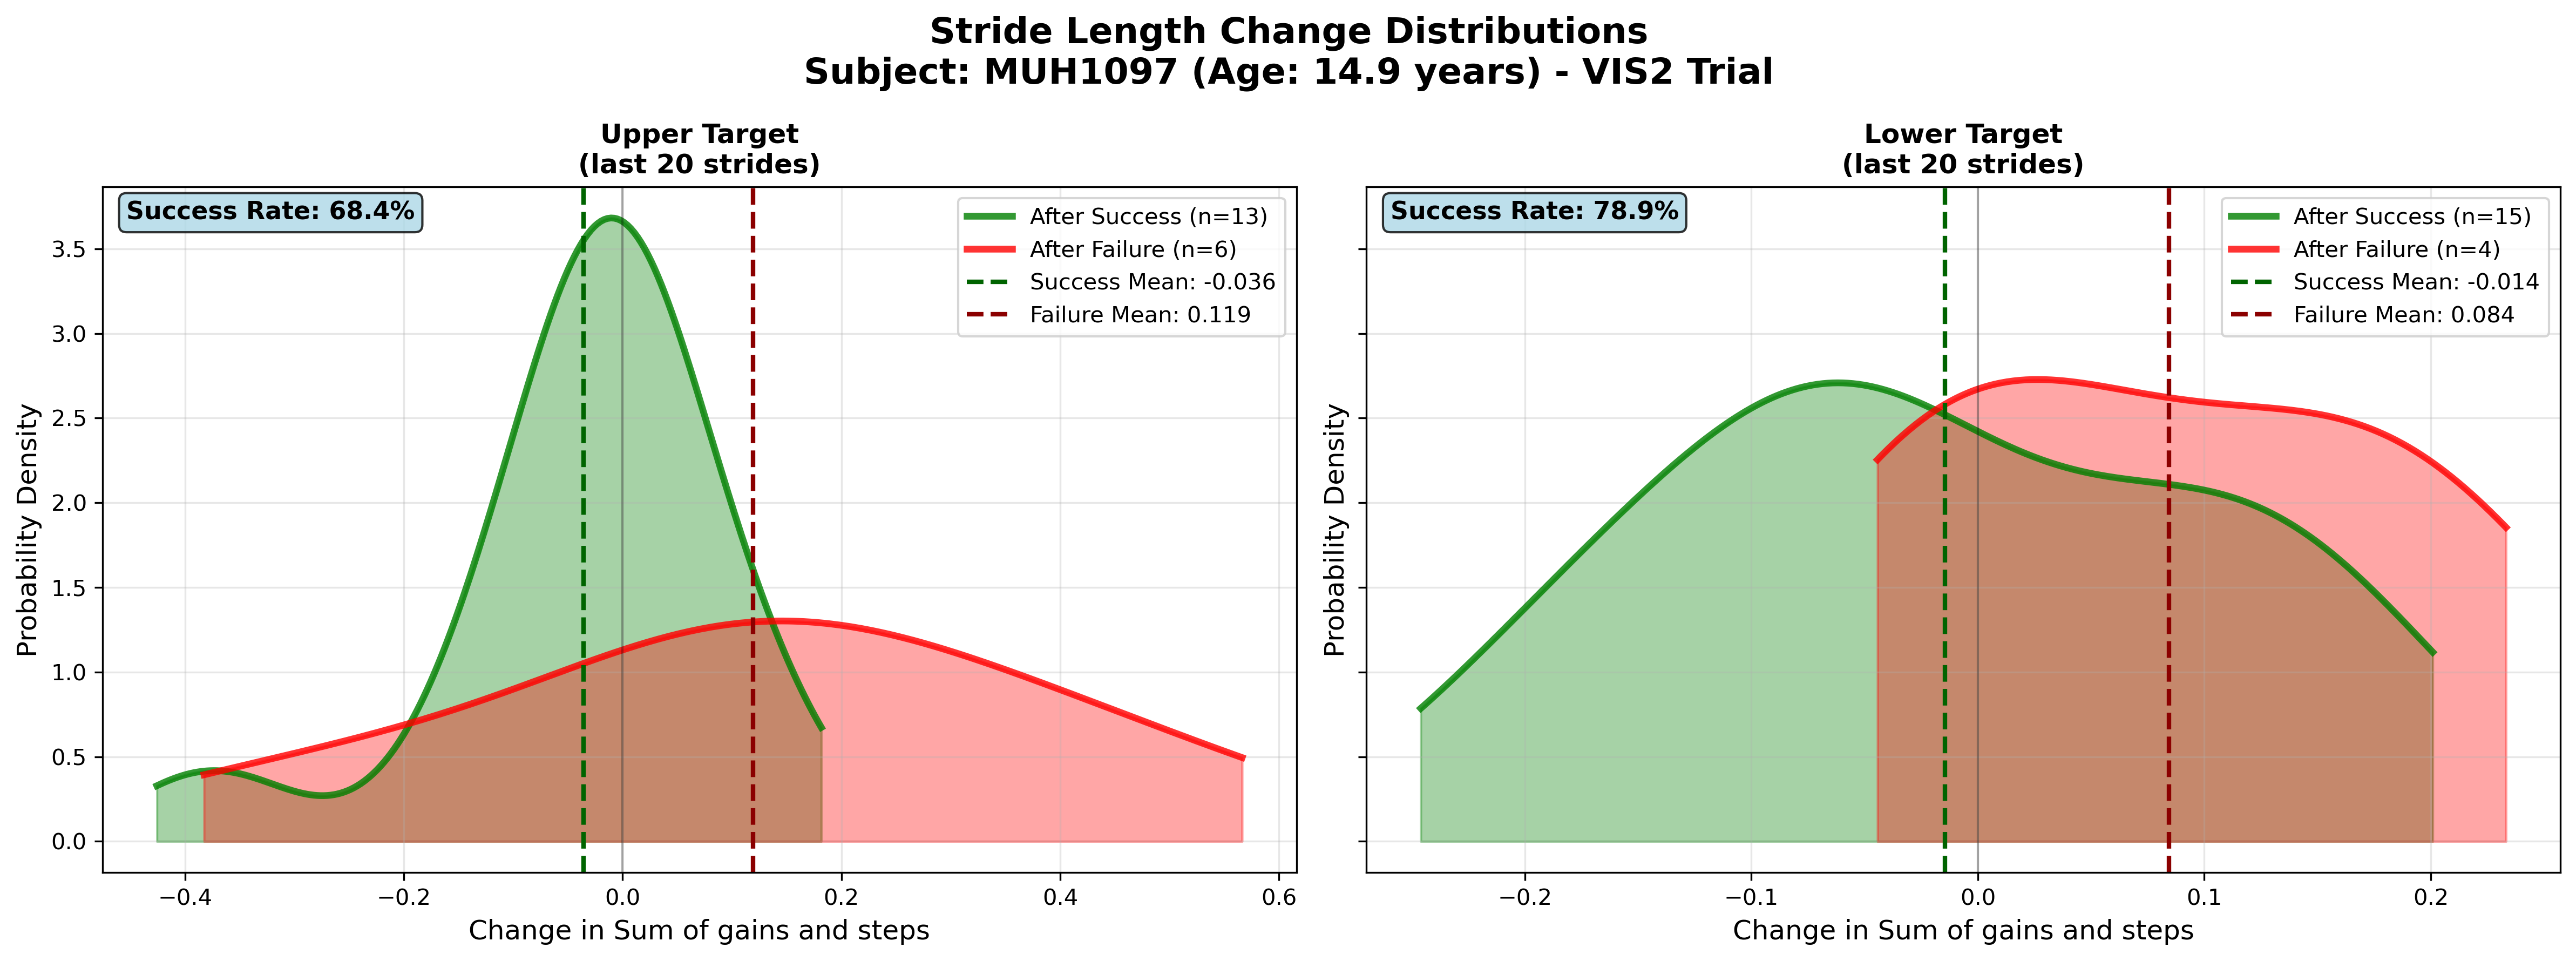 Stride Length Change Distributions
Subject: MUH1097 (Age: 14.9 years) - VIS2 Trial
Upper Target
(last 20 strides)
Success Rate: 68.4%
After Success (n=13)
After Failure (n=6)
Success Mean: -0.036
Failure Mean: 0.119
Probability Density
3.5
3.0
2.5
2.0
1.5
1.0
0.5
0.0
−0.4
−0.2
0.0
0.2
0.4
0.6
Change in Sum of gains and steps
Lower Target
(last 20 strides)
Success Rate: 78.9%
After Success (n=15)
After Failure (n=4)
Success Mean: -0.014
Failure Mean: 0.084
Probability Density
−0.2
−0.1
0.0
0.1
0.2
Change in Sum of gains and steps